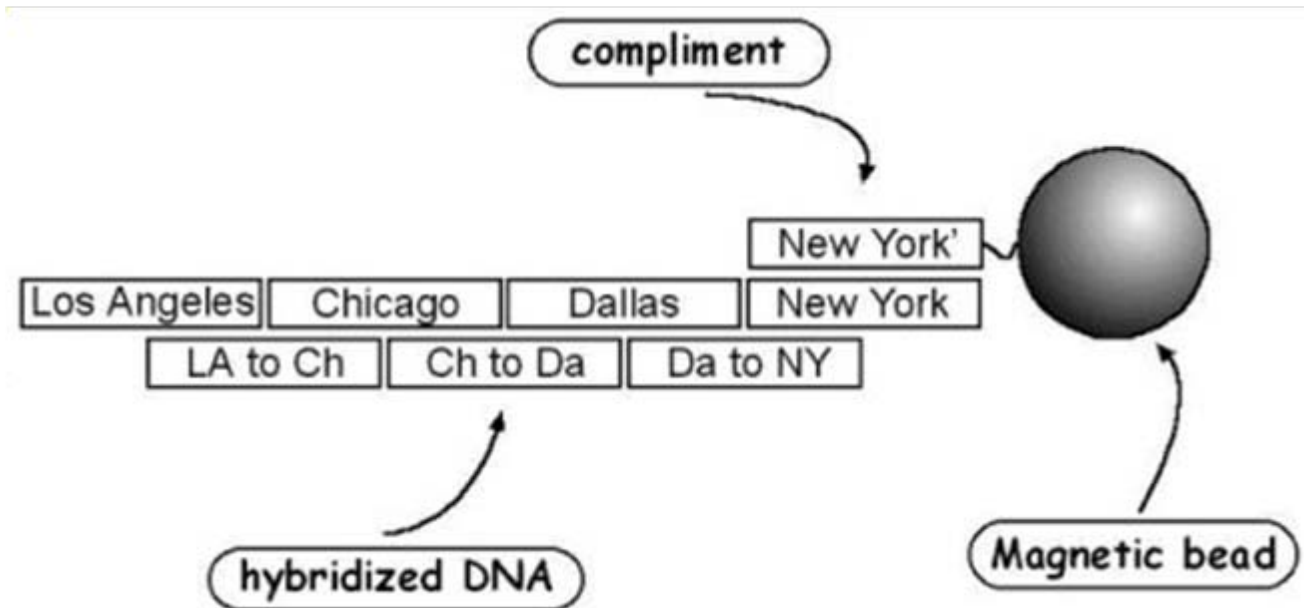 compliment
New York'
Los Angeles Chicago Dallas New York
LA to Ch Ch to Da Da to NY
hybridized DNA
Magnetic bead